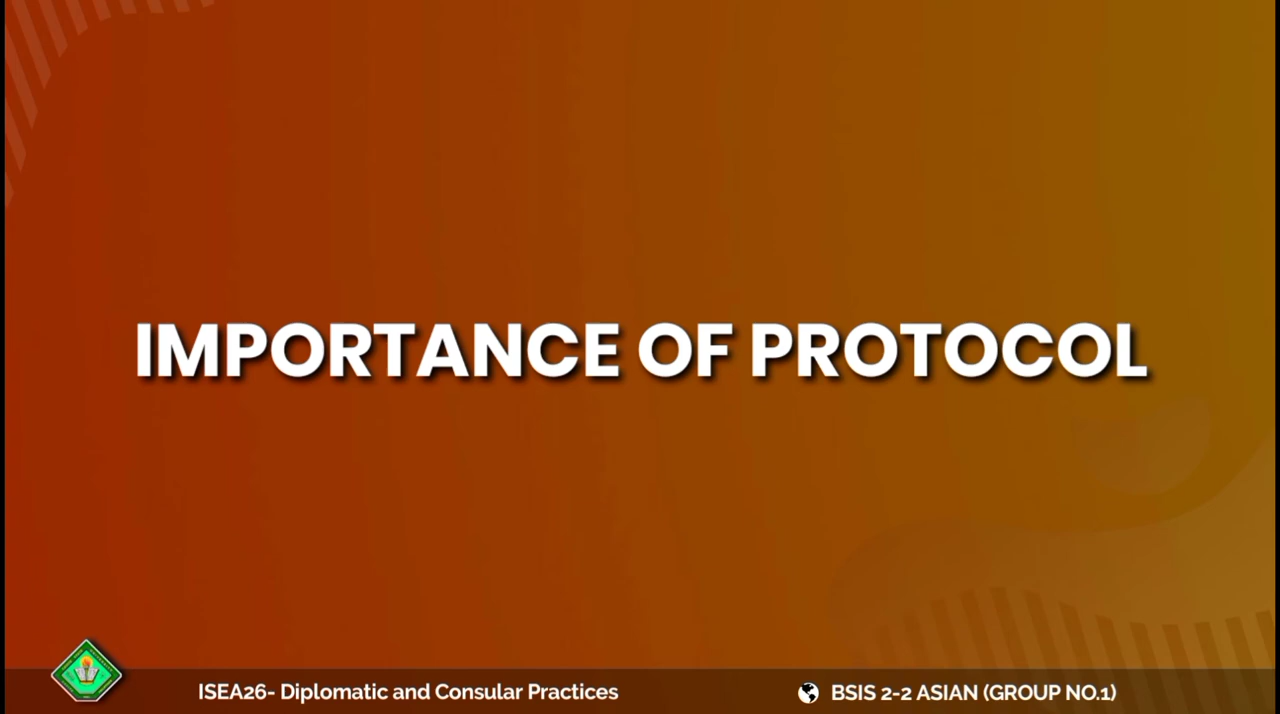 IMPORTANCE OF PROTOCOL
ISEA26- Diplomatic and Consular Practices
BSIS 2-2 ASIAN (GROUP NO.1)